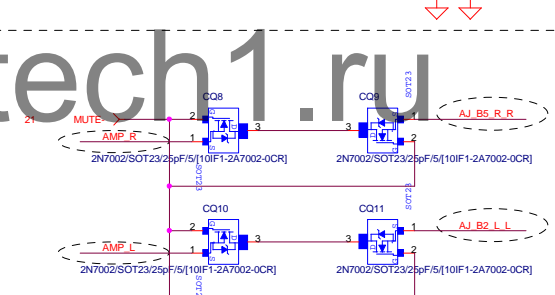 tech1.ru
SOT23
CQ8
CQ9
21
MUTE-
2
G
D
S
1
3
3
D
S
G
1
2
AJ_B5_R_R
AMP_R
2N7002/SOT23/25pF/5/[10IF1-2A7002-0CR]
2N7002/SOT23/25pF/5/[10IF1-2A7002-0CR]
SOT23
SOT23
CQ10
CQ11
2
G
D
S
1
3
3
D
S
G
1
2
AJ_B2_L_L
AMP_L
2N7002/SOT23/25pF/5/[10IF1-2A7002-0CR]
2N7002/SOT23/25pF/5/[10IF1-2A7002-0CR]
SOT2